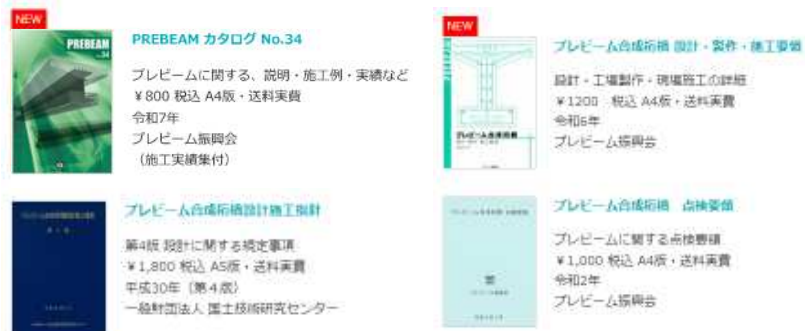 NEW
PREBEAM
No.34
PREBEAM カタログ No.34
プレビームに関する、説明・施工例・実績など
¥800 税込 A4版・送料実費
令和7年
プレビーム振興会
（施工実績集付）
NEW
プレビーム合成桁橋
プレビーム合成桁橋 設計・製作・施工要領
設計・工場製作・現場施工の詳細
¥1200 税込 A4版・送料実費
令和6年
プレビーム振興会
プレビーム合成桁橋設計施工指針
第4版 設計に関する規定事項
¥1,800 税込 A5版・送料実費
平成30年（第4版）
一般財団法人 国土技術研究センター
プレビーム合成桁橋 点検要領
プレビームに関する点検要領
¥1,000 税込 A4版・送料実費
令和2年
プレビーム振興会